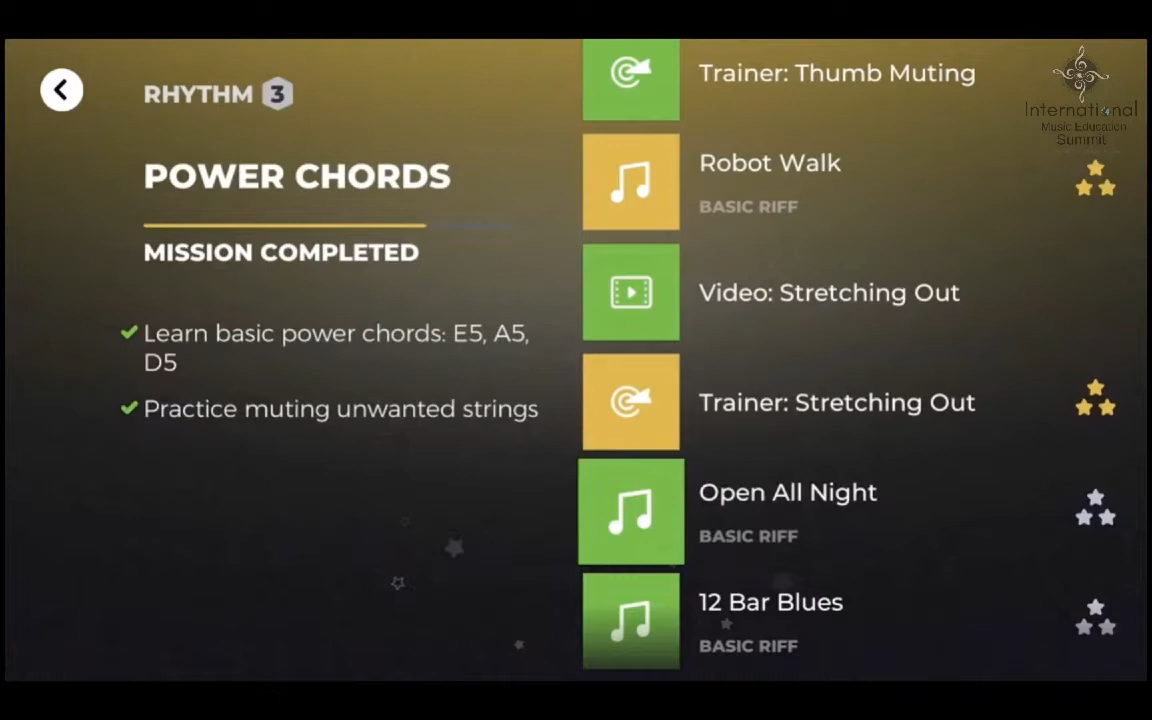 RHYTHM 3
POWER CHORDS
MISSION COMPLETED
Learn basic power chords: E5, A5,
D5
Practice muting unwanted strings
Trainer: Thumb Muting
Robot Walk
BASIC RIFF
Video: Stretching Out
Trainer: Stretching Out
Open All Night
BASIC RIFF
12 Bar Blues
BASIC RIFF
International
Music Education
Summit